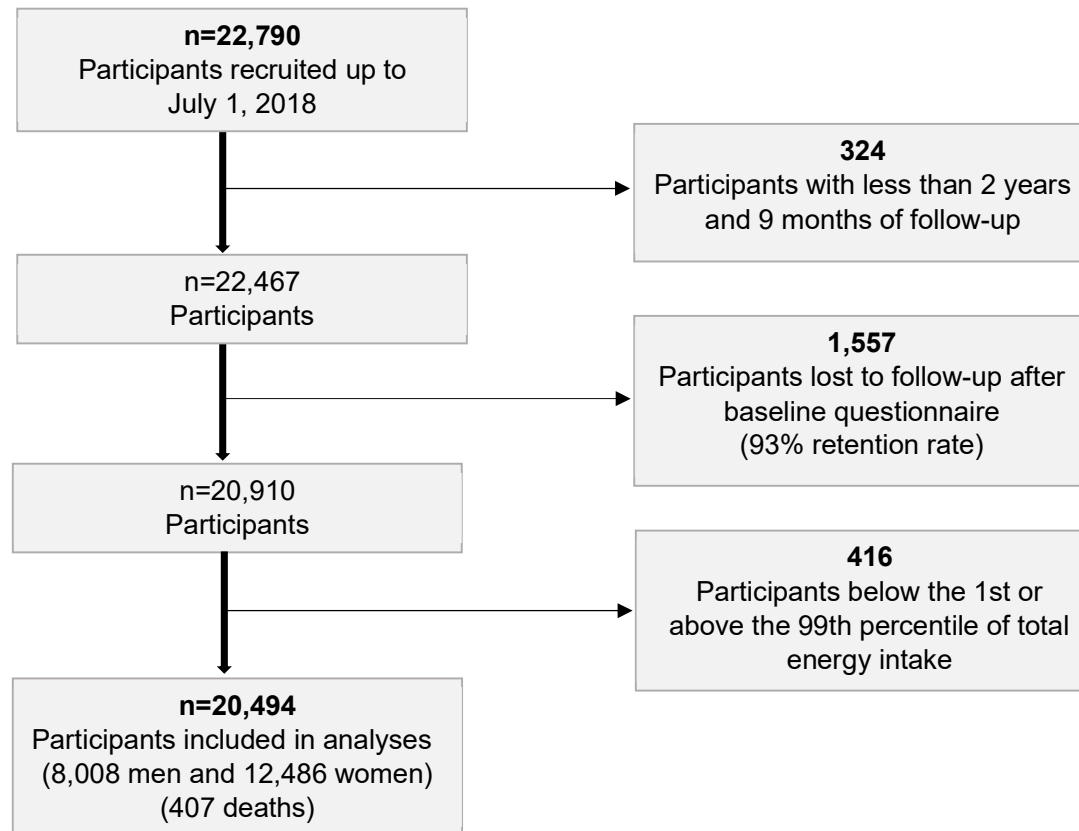 n=22,790
Participants recruited up to
July 1, 2018
324
Participants with less than 2 years
and 9 months of follow-up
n=22,467
Participants
1,557
Participants lost to follow-up after
baseline questionnaire
(93% retention rate)
n=20,910
Participants
416
Participants below the 1st or
above the 99th percentile of total
energy intake
n=20,494
Participants included in analyses
(8,008 men and 12,486 women)
(407 deaths)